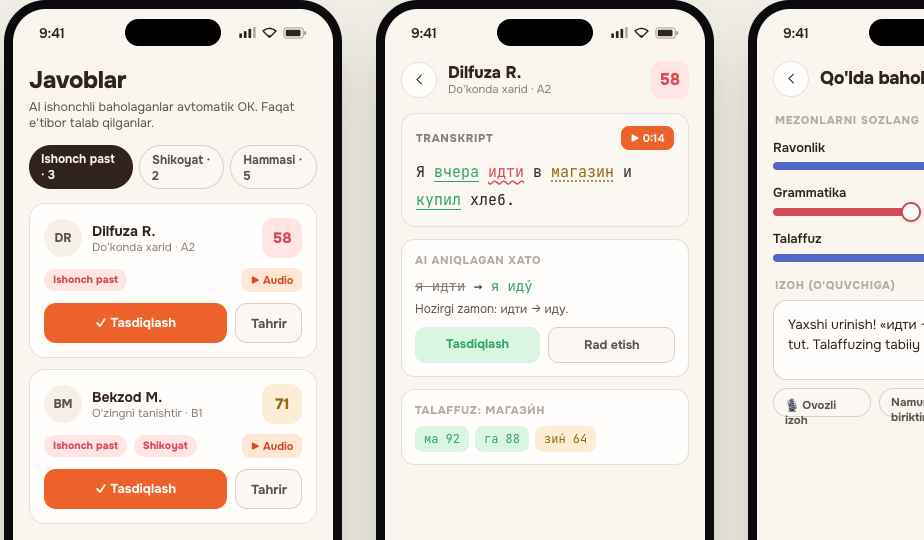 9:41
Javoblar
AI ishonchli baholaganlar avtomatik OK. Faqat
e'tibor talab qilganlar.
Ishonch past
· 3
Shikoyat ·
2
Hammasi ·
5
DR
Dilfuza R.
Do'konda xarid · A2
58
Ishonch past
▶ Audio
✓ Tasdiqlash
Tahrir
BM
Bekzod M.
O'zingni tanishtir · B1
71
Ishonch past
Shikoyat
▶ Audio
✓ Tasdiqlash
Tahrir
9:41
Dilfuza R.
Do'konda xarid · A2
58
TRANSKRIPT
▶ 0:14
Я вчера идти в магазин и
купил хлеб.
AI ANIQLAGAN XATO
я идти → я иду́
Hozirgi zamon: идти → иду.
Tasdiqlash
Rad etish
TALAFFUZ: МАГАЗИ́Н
ма 92
га 88
зин́ 64
9:41
Qo'lda bahol
MEZONLARNI SOZLANG
Ravonlik
Grammatika
Talaffuz
IZOH (O'QUVCHIGA)
Yaxshi urinish! «идти
tut. Talaffuzing tabiiy
Ovozli
izoh